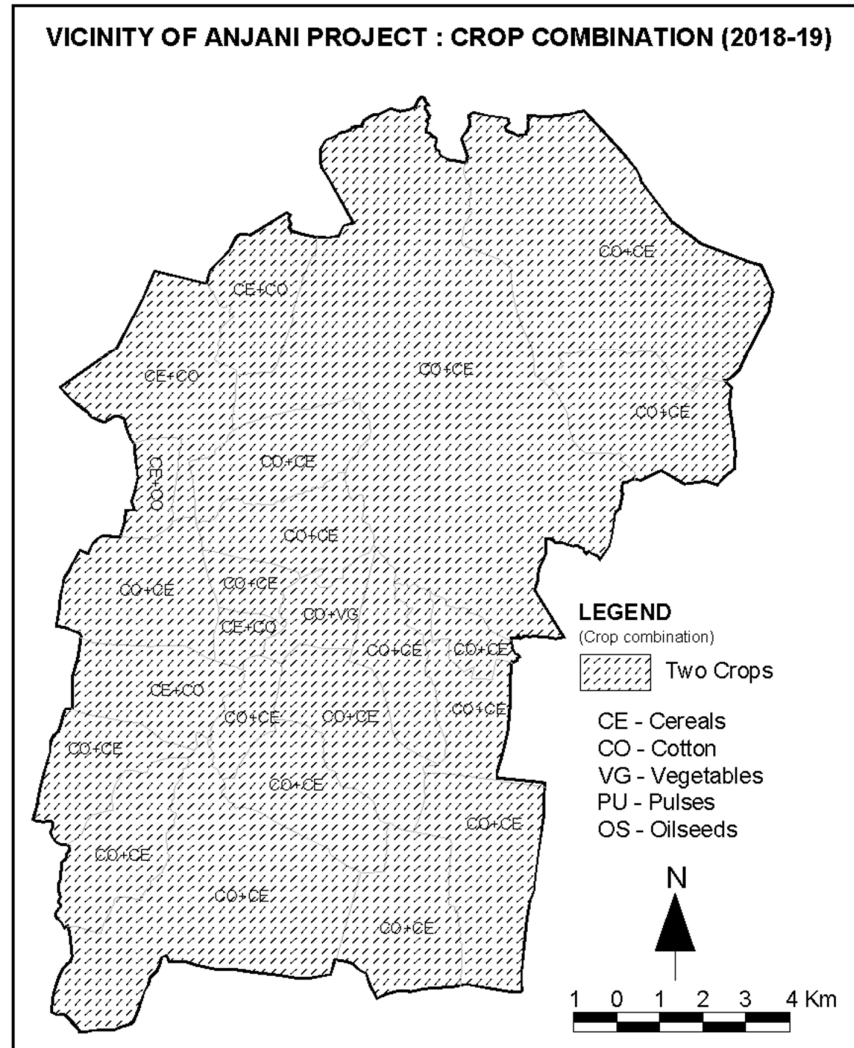 VICINITY OF ANJANI PROJECT : CROP COMBINATION (2018-19)
CO+CE
CE+CO
CO+CE
CE+CO
CO+CE
CO+CE
CE+CO
CO+CE
CO+CE
CO+CE
CO+VG
CE+CO
CO+CE
CO+CE
CE+CO
CO+CE
CO+CE
CO+CE
CO+CE
CO+CE
CO+CE
CO+CE
CO+CE
CO+CE
LEGEND
(Crop combination)
Two Crops
CE - Cereals
CO - Cotton
VG - Vegetables
PU - Pulses
OS - Oilseeds
N
1 0 1 2 3 4 Km